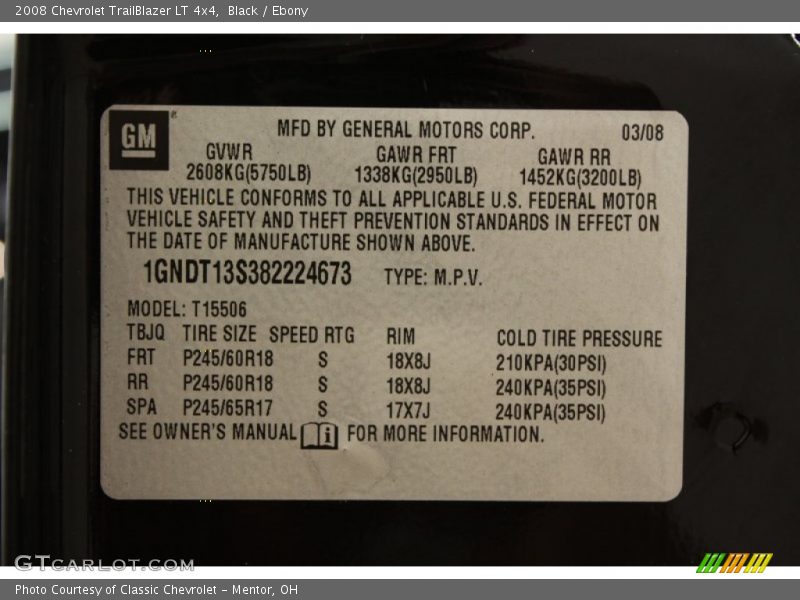 2008 Chevrolet TrailBlazer LT 4x4, Black / Ebony
GM
®
MFD BY GENERAL MOTORS CORP. 03/08
GVWR GAWR FRT GAWR RR
2608KG(5750LB) 1338KG(2950LB) 1452KG(3200LB)
THIS VEHICLE CONFORMS TO ALL APPLICABLE U.S. FEDERAL MOTOR
VEHICLE SAFETY AND THEFT PREVENTION STANDARDS IN EFFECT ON
THE DATE OF MANUFACTURE SHOWN ABOVE.
1GNDT13S382224673 TYPE: M.P.V.
MODEL: T15506
TBJQ TIRE SIZE SPEED RTG RIM COLD TIRE PRESSURE
FRT P245/60R18 S 18X8J 210KPA(30PSI)
RR P245/60R18 S 18X8J 240KPA(35PSI)
SPA P245/65R17 S 17X7J 240KPA(35PSI)
SEE OWNER'S MANUAL i FOR MORE INFORMATION.
GTCARLOT.COM
Photo Courtesy of Classic Chevrolet - Mentor, OH